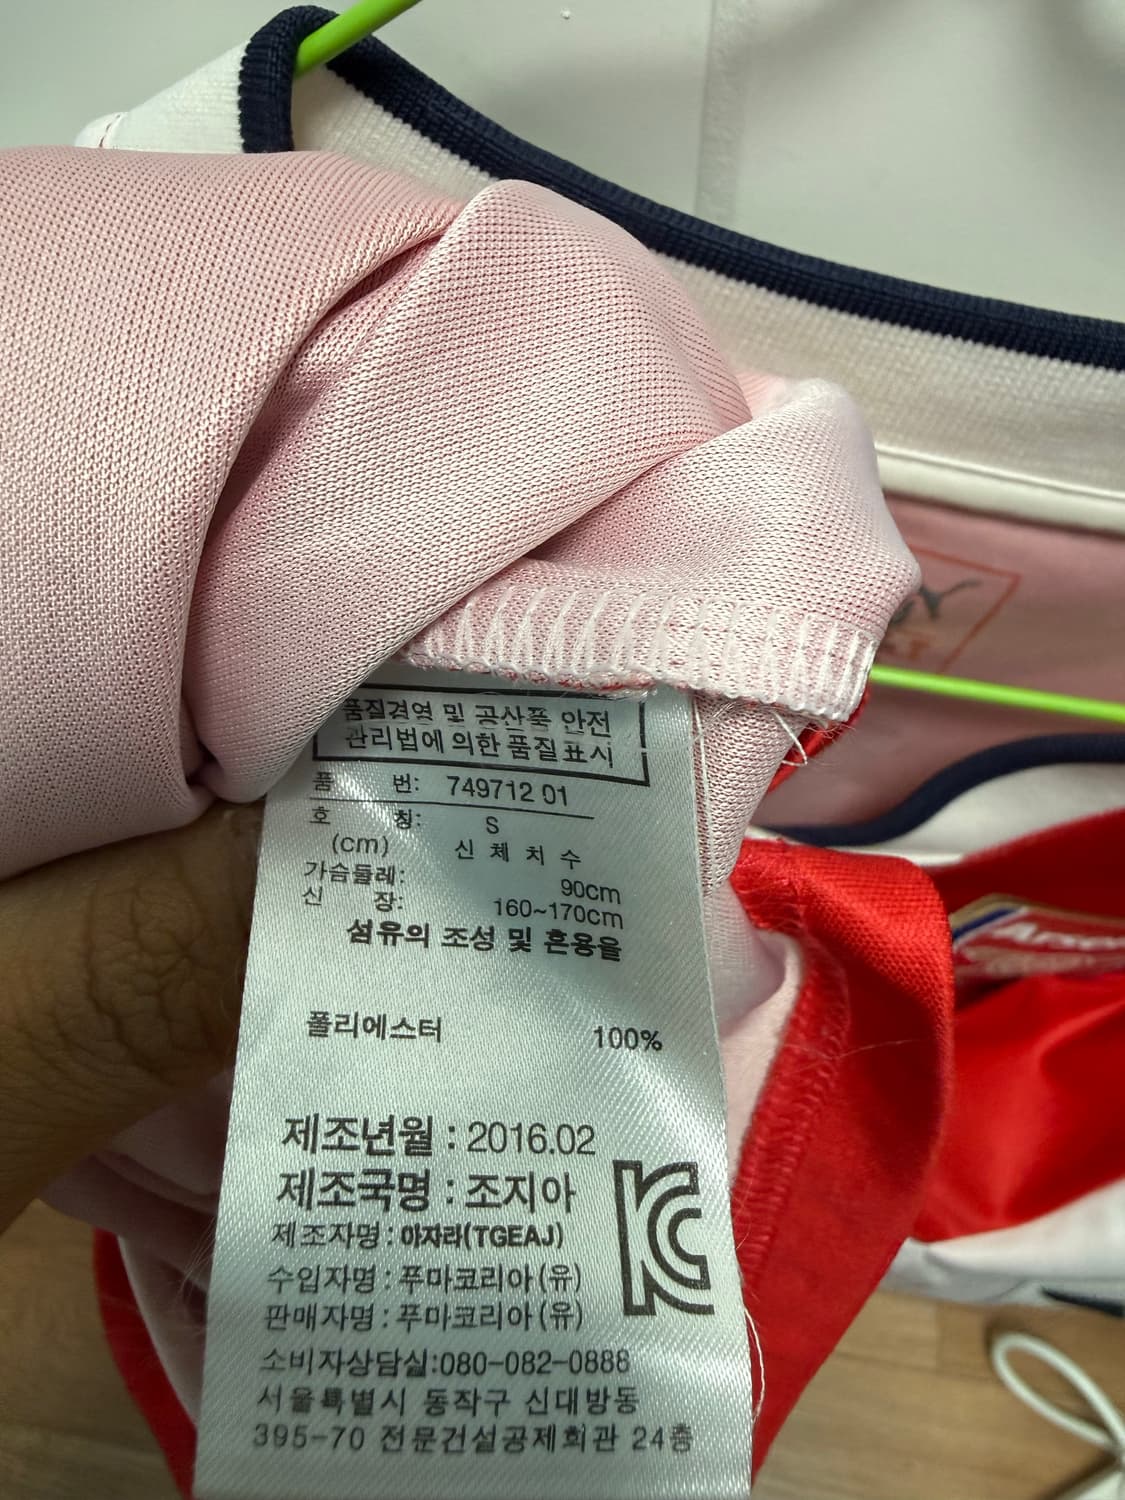 품질경영 및 공산품 안전
관리법에 의한 품질표시
품 번: 749712 01
호 칭: S
(cm) 신 체 치 수
가슴둘레: 90cm
신 장: 160~170cm
섬유의 조성 및 혼용율
폴리에스터 100%
제조년월 : 2016.02
제조국명 : 조지아
제조자명 : 아자라(TGEAJ)
수입자명 : 푸마코리아(유)
판매자명 : 푸마코리아(유)
소비자상담실:080-082-0888
서울특별시 동작구 신대방동
395-70 전문건설공제회관 24층
KC